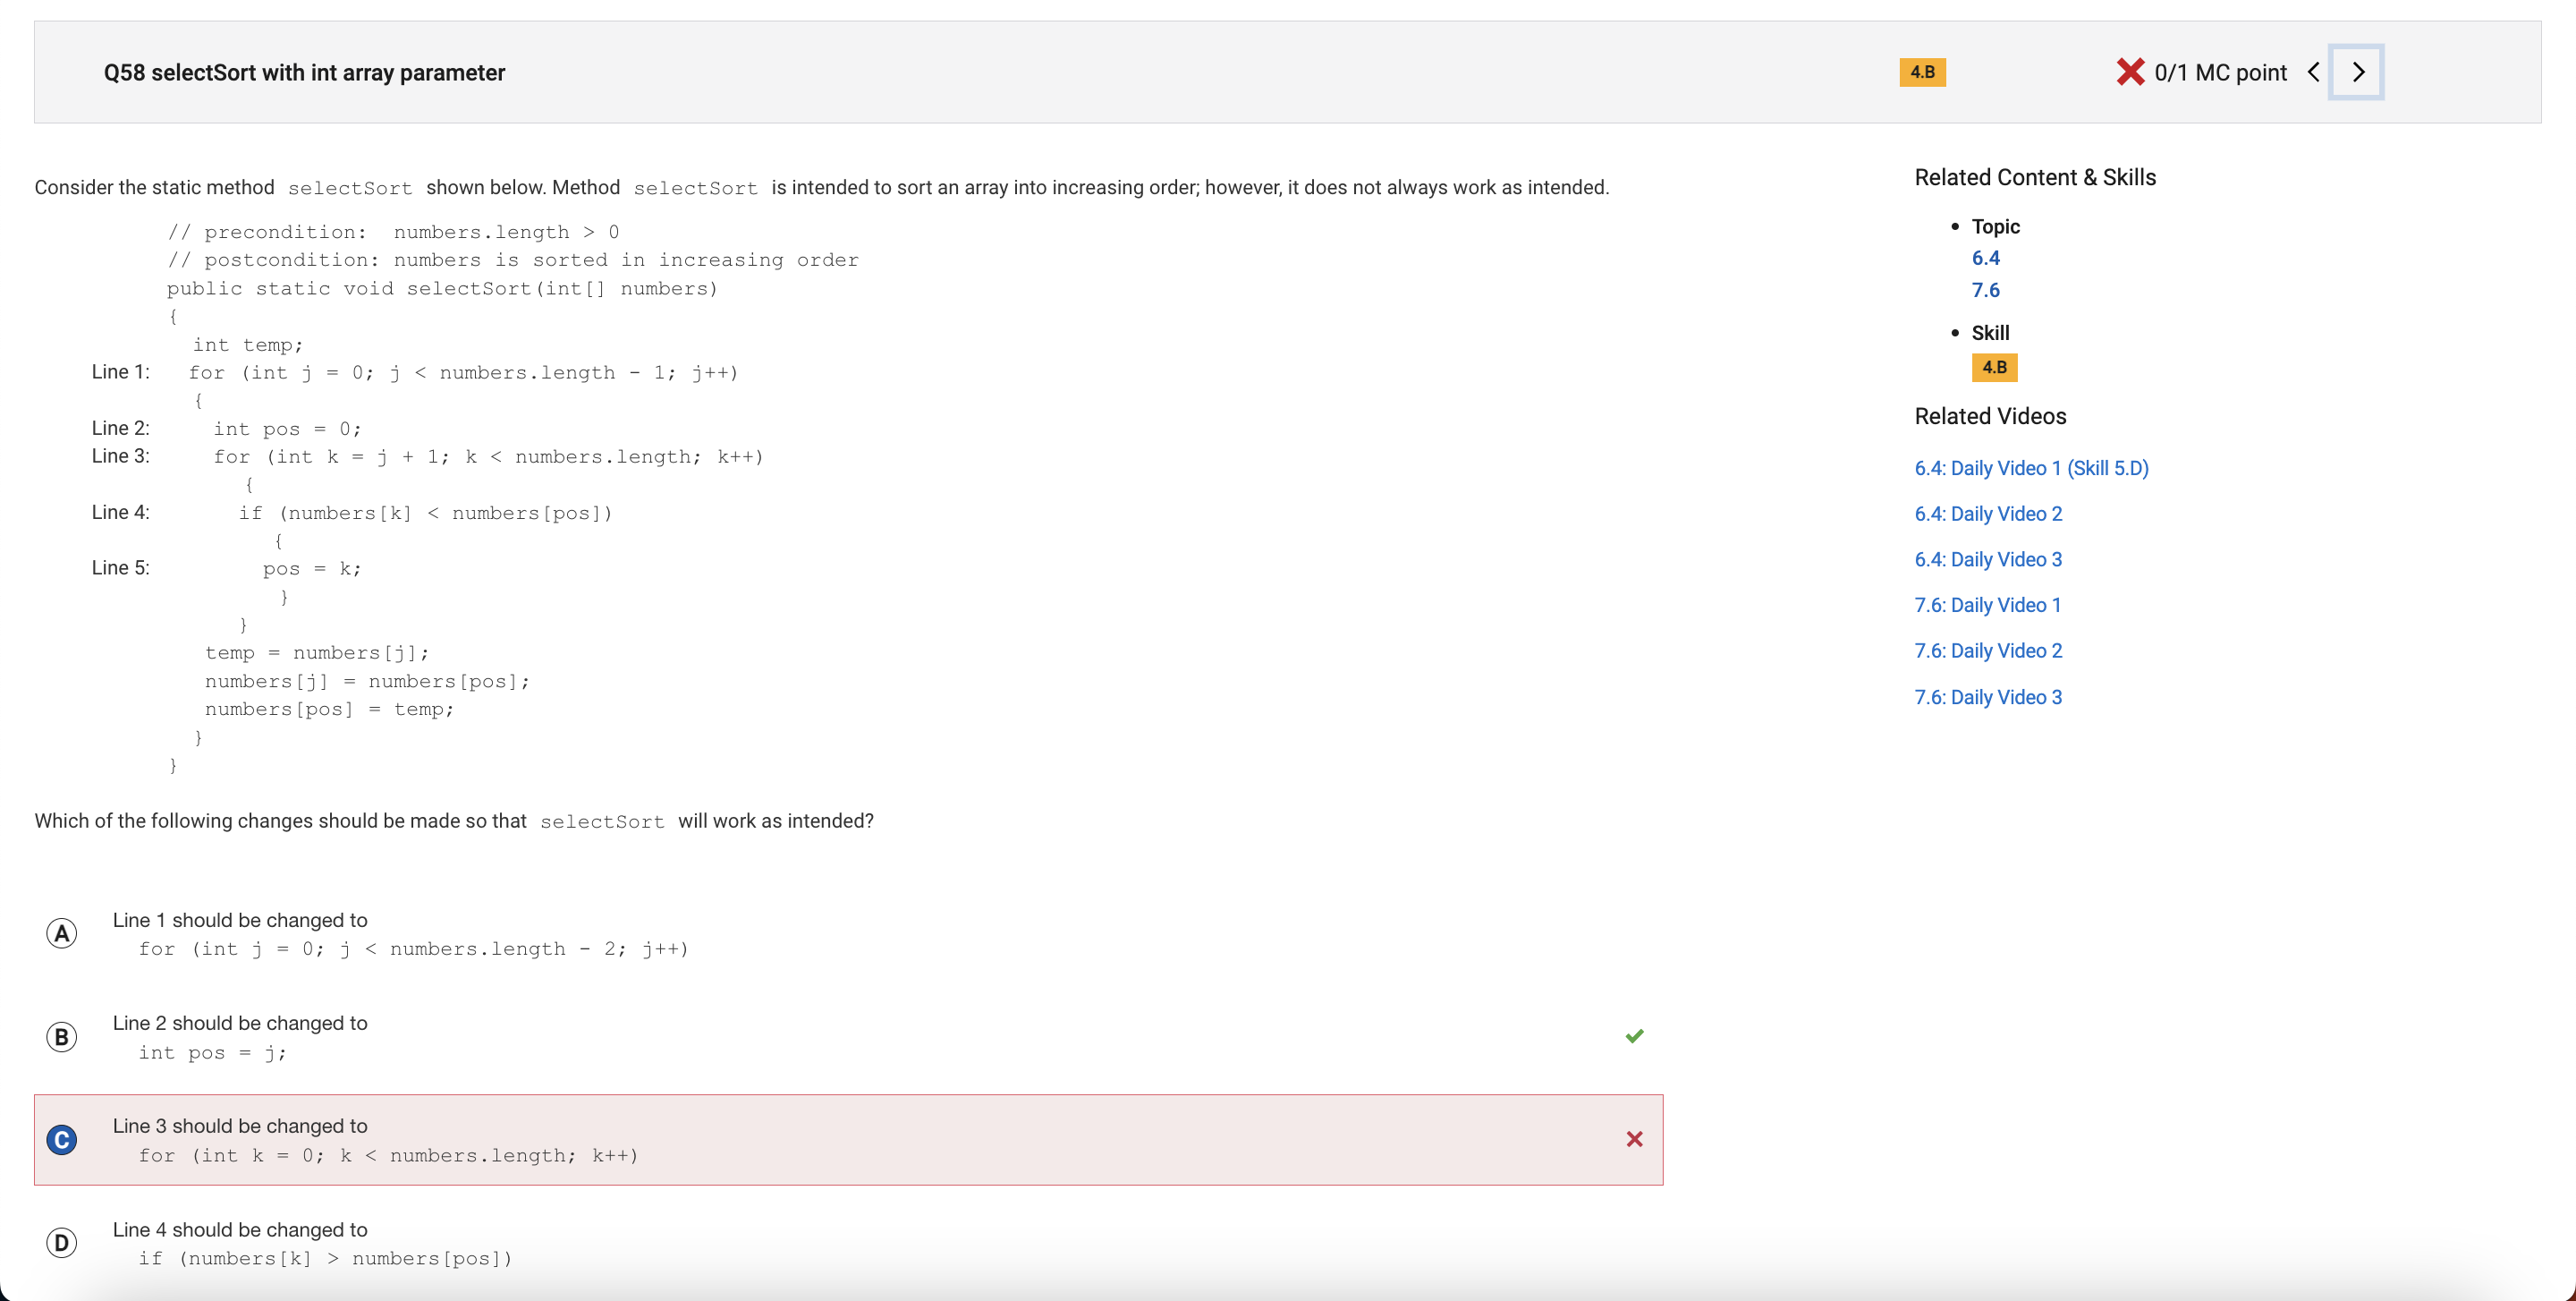 Q58 selectSort with int array parameter
4.B
0/1 MC point
Consider the static method selectSort shown below. Method selectSort is intended to sort an array into increasing order; however, it does not always work as intended.
// precondition:  numbers.length > 0
// postcondition: numbers is sorted in increasing order
public static void selectSort(int[] numbers)
{
int temp;
Line 1: for (int j = 0; j < numbers.length - 1; j++)
{
Line 2: int pos = 0;
Line 3: for (int k = j + 1; k < numbers.length; k++)
{
Line 4: if (numbers[k] < numbers[pos])
{
Line 5: pos = k;
}
}
temp = numbers[j];
numbers[j] = numbers[pos];
numbers[pos] = temp;
}
}
Which of the following changes should be made so that selectSort will work as intended?
A Line 1 should be changed to
for (int j = 0; j < numbers.length - 2; j++)
B Line 2 should be changed to
int pos = j;
C Line 3 should be changed to
for (int k = 0; k < numbers.length; k++)
D Line 4 should be changed to
if (numbers[k] > numbers[pos])
Related Content & Skills
• Topic
6.4
7.6
• Skill
4.B
Related Videos
6.4: Daily Video 1 (Skill 5.D)
6.4: Daily Video 2
6.4: Daily Video 3
7.6: Daily Video 1
7.6: Daily Video 2
7.6: Daily Video 3